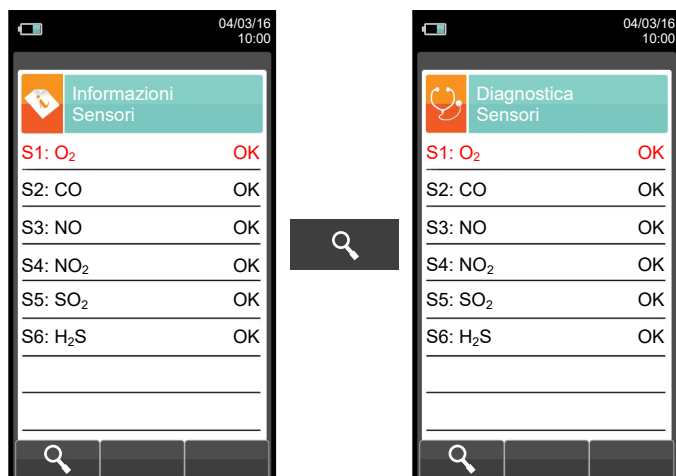 04/03/16
10:00
Informazioni
Sensori
S1: O₂ OK
S2: CO OK
S3: NO OK
S4: NO₂ OK
S5: SO₂ OK
S6: H₂S OK
04/03/16
10:00
Diagnostica
Sensori
S1: O₂ OK
S2: CO OK
S3: NO OK
S4: NO₂ OK
S5: SO₂ OK
S6: H₂S OK